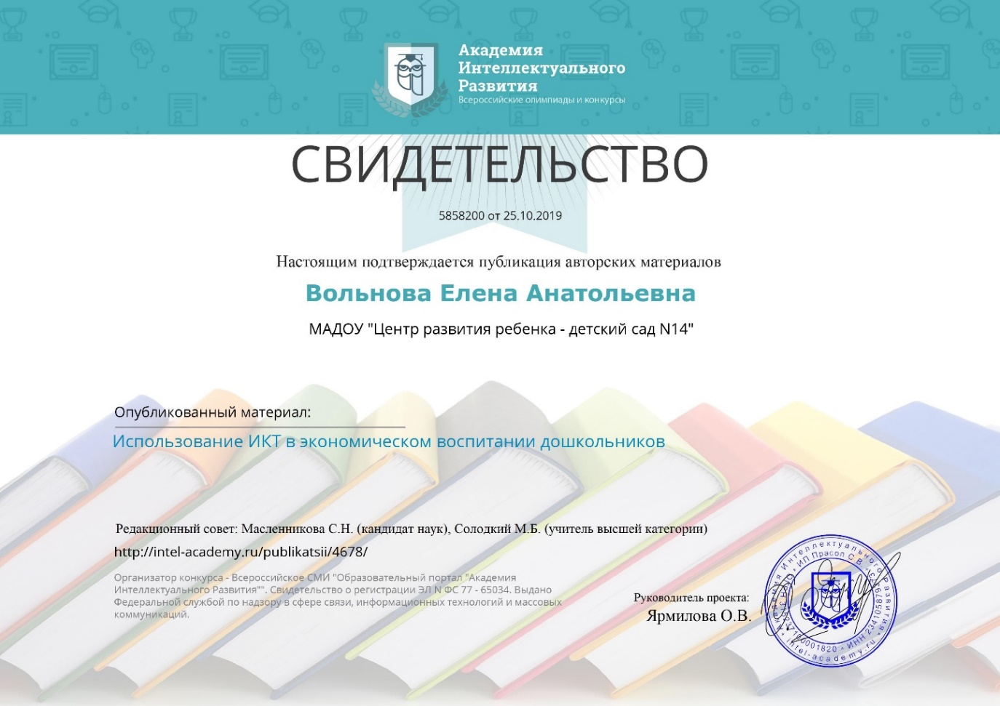 Академия
Интеллектуального
Развития
Всероссийские олимпиады и конкурсы
СВИДЕТЕЛЬСТВО
5858200 от 25.10.2019
Настоящим подтверждается публикация авторских материалов
Вольнова Елена Анатольевна
МАДОУ "Центр развития ребенка - детский сад N14"
Опубликованный материал:
Использование ИКТ в экономическом воспитании дошкольников
Редакционный совет: Масленникова С.Н. (кандидат наук), Солодкий М.Б. (учитель высшей категории)
http://intel-academy.ru/publikatsii/4678/
Организатор конкурса - Всероссийское СМИ "Образовательный портал "Академия
Интеллектуального Развития"". Свидетельство о регистрации ЭЛ N ФС 77 - 65034. Выдано
Федеральной службой по надзору в сфере связи, информационных технологий и массовых
коммуникаций.
Руководитель проекта:
Ярмилова О.В.
Интеллектуального Развития
intel-academy.ru
ИП Прасол С.В.
ИНН